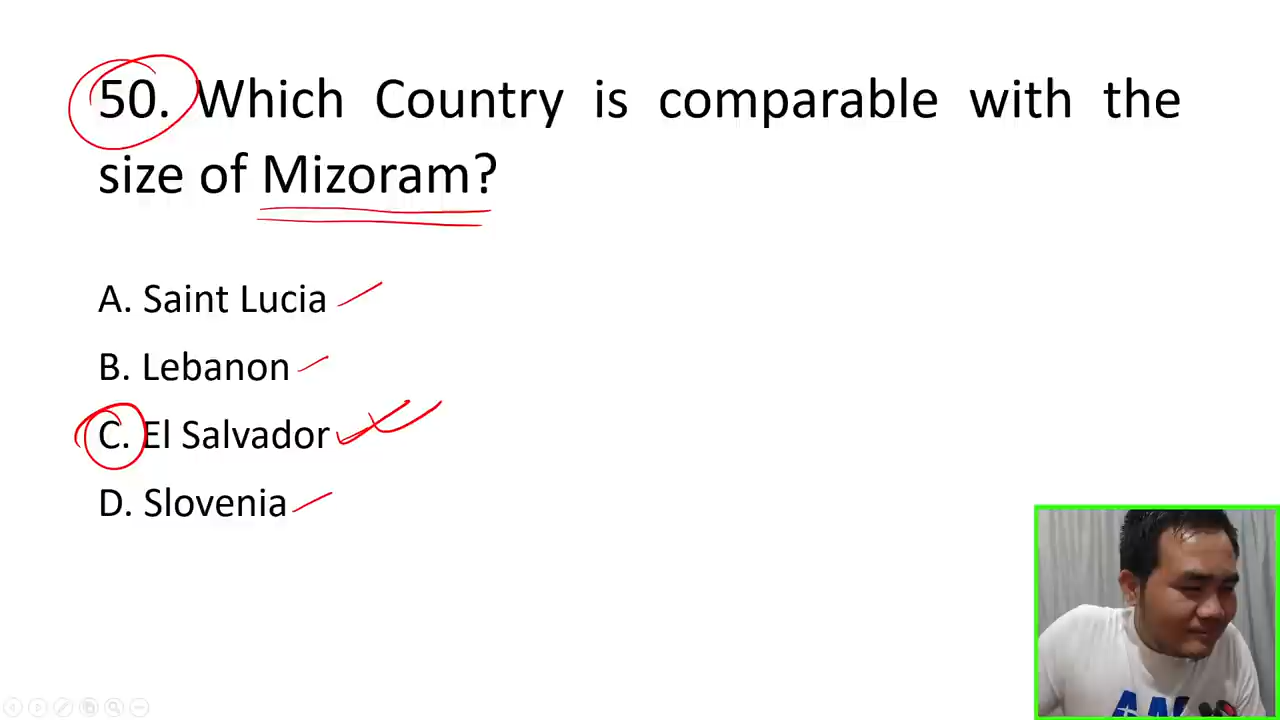 50. Which Country is comparable with the
size of Mizoram?
A. Saint Lucia
B. Lebanon
C. El Salvador
D. Slovenia